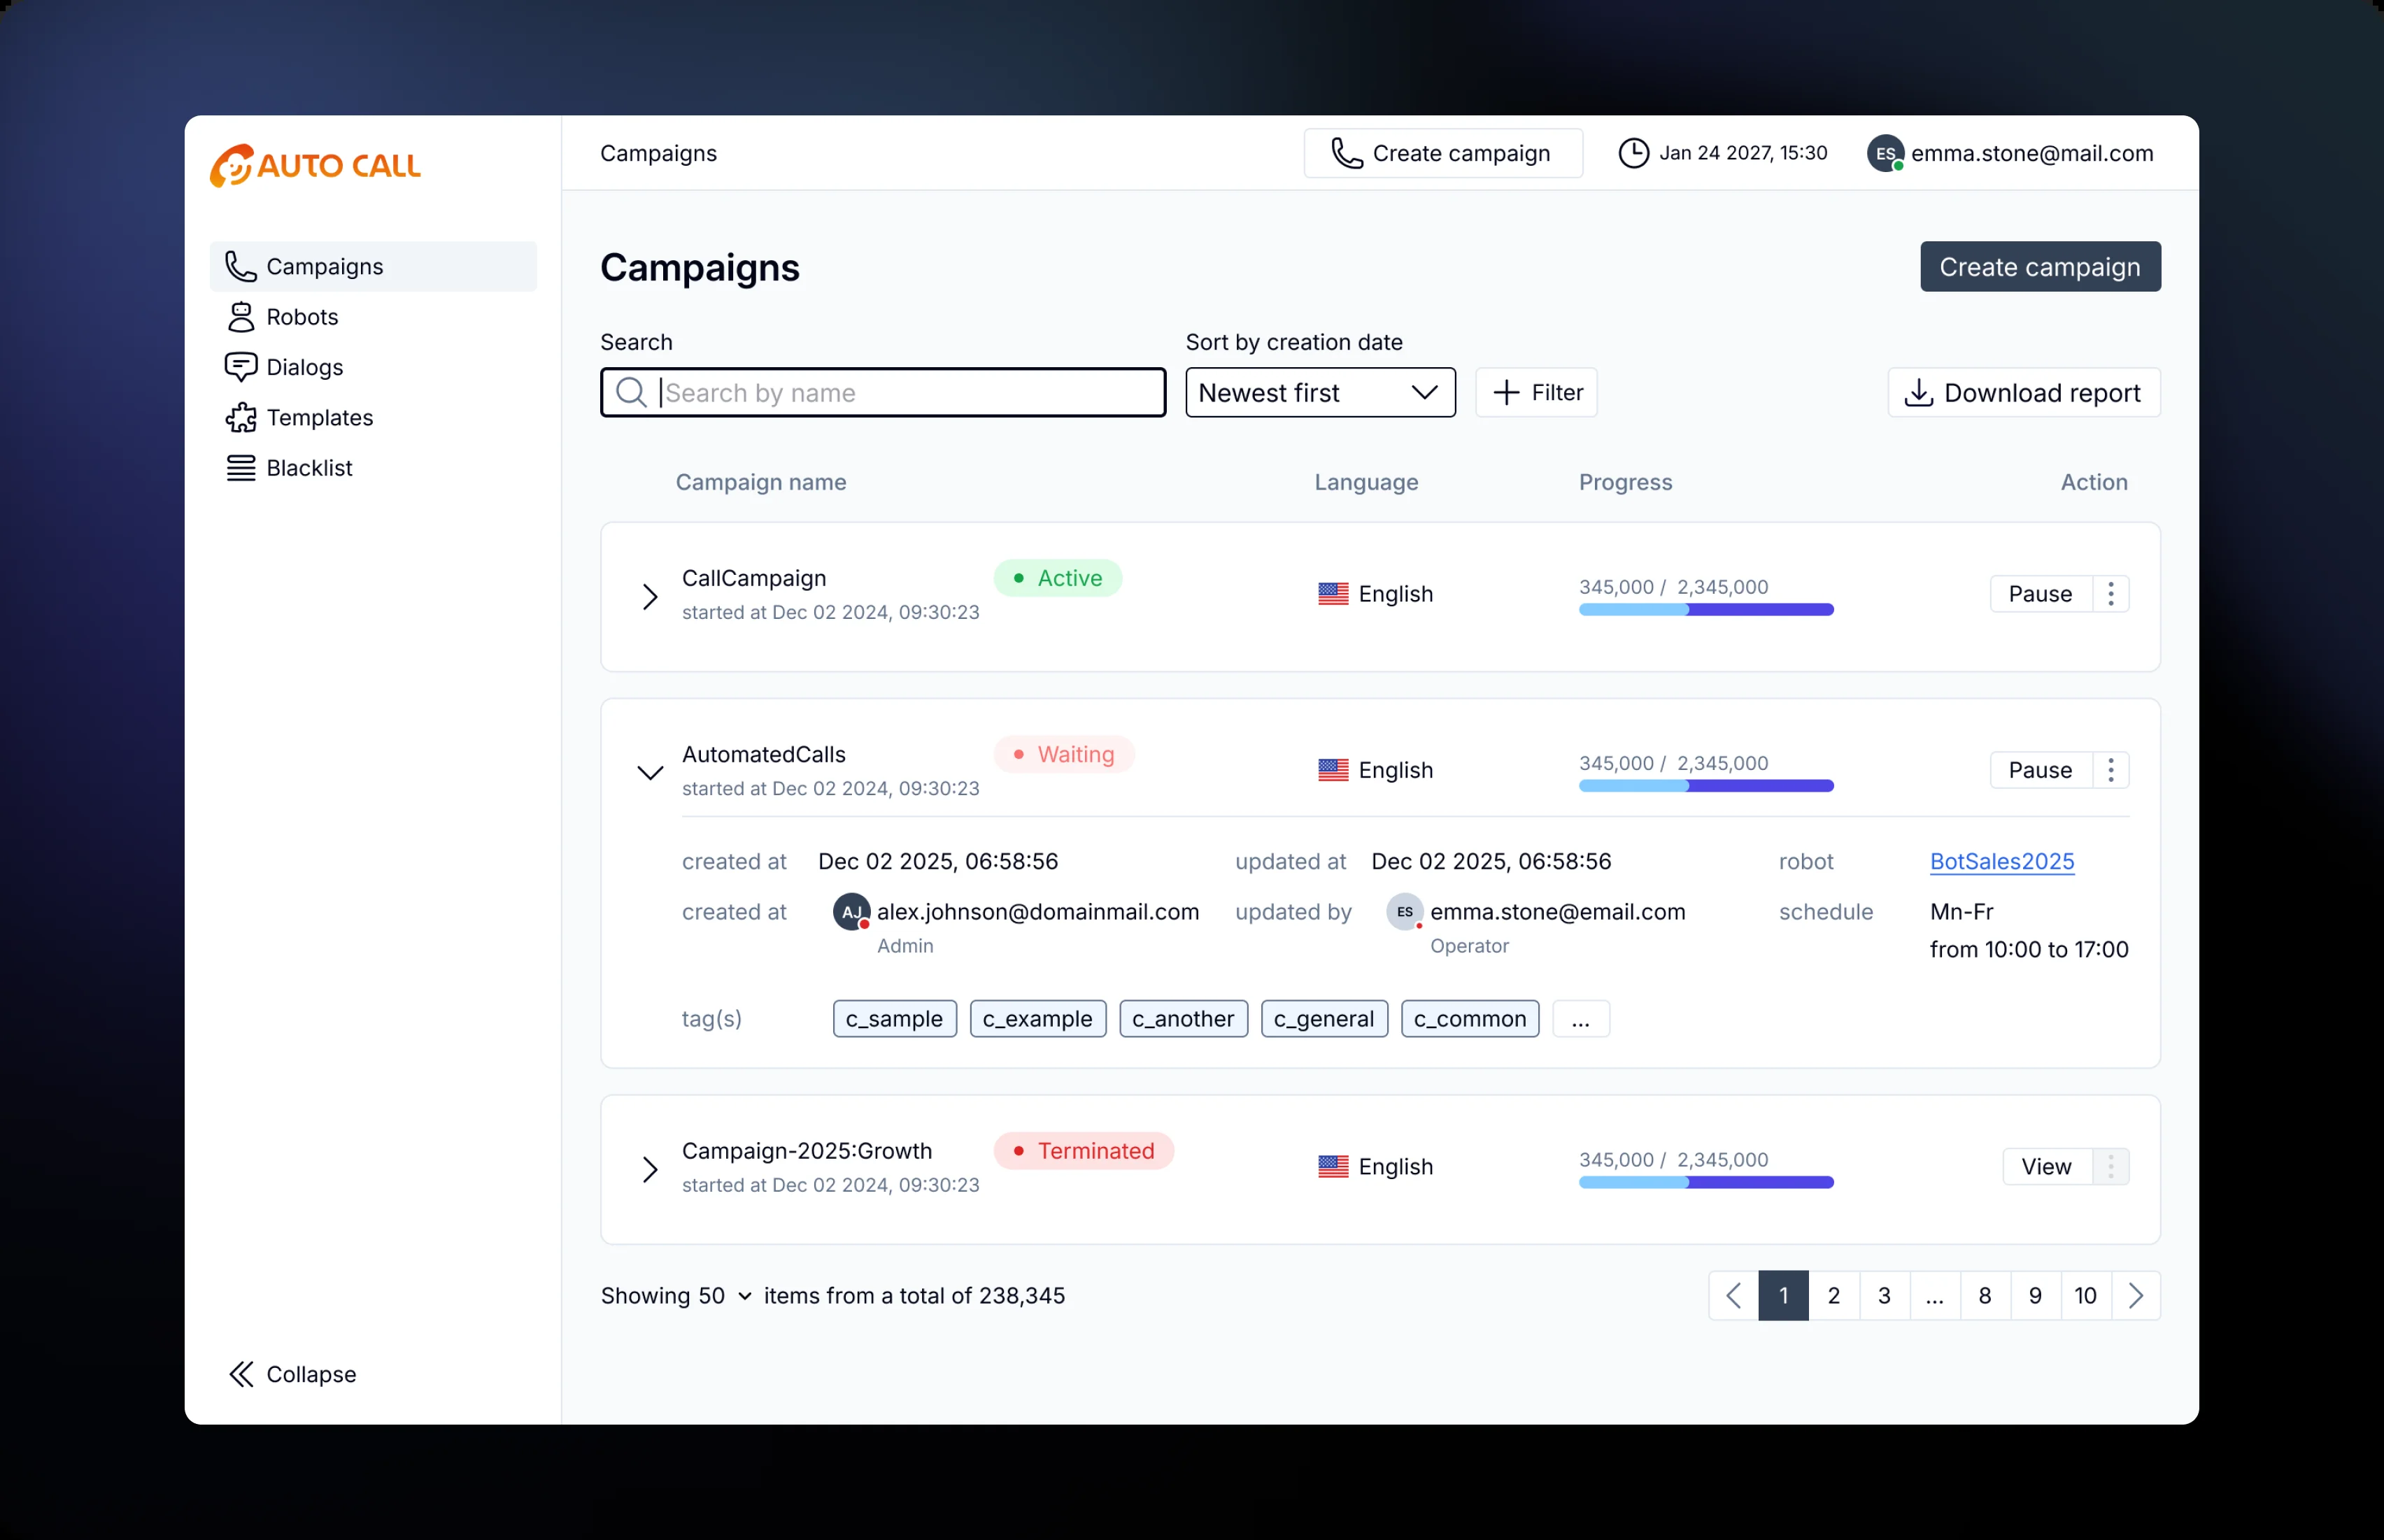 AUTO CALL
Campaigns
Robots
Dialogs
Templates
Blacklist
Collapse
Campaigns
Create campaign
Jan 24 2027, 15:30
ES
emma.stone@mail.com
Campaigns
Create campaign
Search
Search by name
Sort by creation date
Newest first
Filter
Download report
Campaign name
Language
Progress
Action
CallCampaign
Active
started at Dec 02 2024, 09:30:23
English
345,000 / 2,345,000
Pause
AutomatedCalls
Waiting
started at Dec 02 2024, 09:30:23
English
345,000 / 2,345,000
Pause
created at Dec 02 2025, 06:58:56
updated at Dec 02 2025, 06:58:56
robot BotSales2025
created at AJ alex.johnson@domainmail.com
Admin
updated by ES emma.stone@email.com
Operator
schedule Mn-Fr
from 10:00 to 17:00
tag(s) c_sample c_example c_another c_general c_common ...
Campaign-2025:Growth
Terminated
started at Dec 02 2024, 09:30:23
English
345,000 / 2,345,000
View
Showing 50 items from a total of 238,345
1 2 3 ... 8 9 10